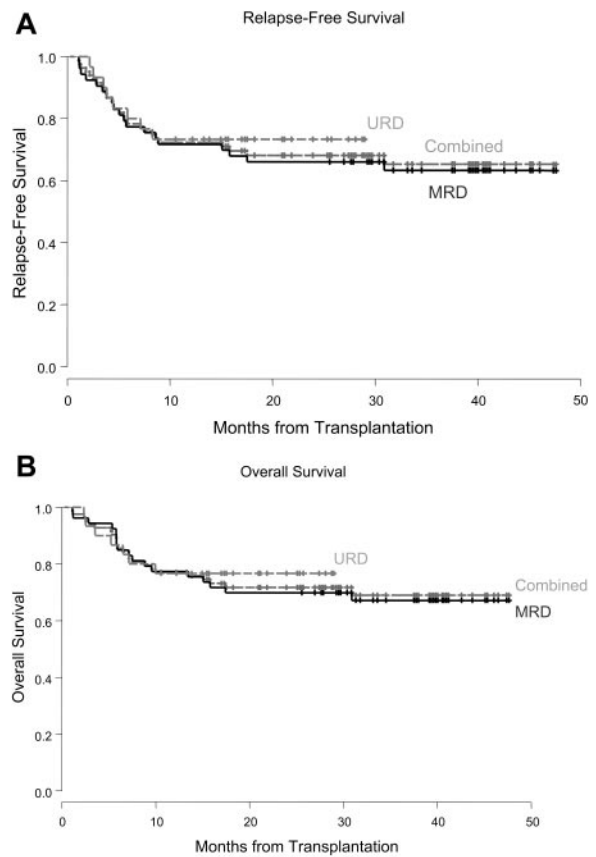 A
Relapse-Free Survival
1.0
0.8
0.6
0.4
0.2
0.0
Relapse-Free Survival
URD
Combined
MRD
0 10 20 30 40 50
Months from Transplantation
B
Overall Survival
1.0
0.8
0.6
0.4
0.2
0.0
Overall Survival
URD
Combined
MRD
0 10 20 30 40 50
Months from Transplantation